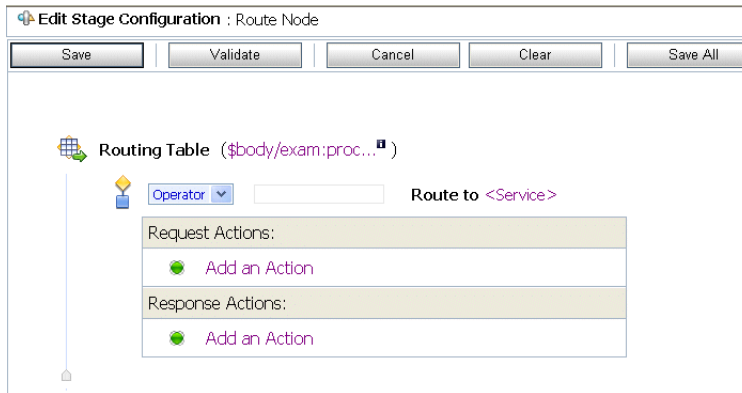 Edit Stage Configuration : Route Node
Save Validate Cancel Clear Save All
Routing Table ($body/exam:proc... )
Operator Route to <Service>
Request Actions:
Add an Action
Response Actions:
Add an Action